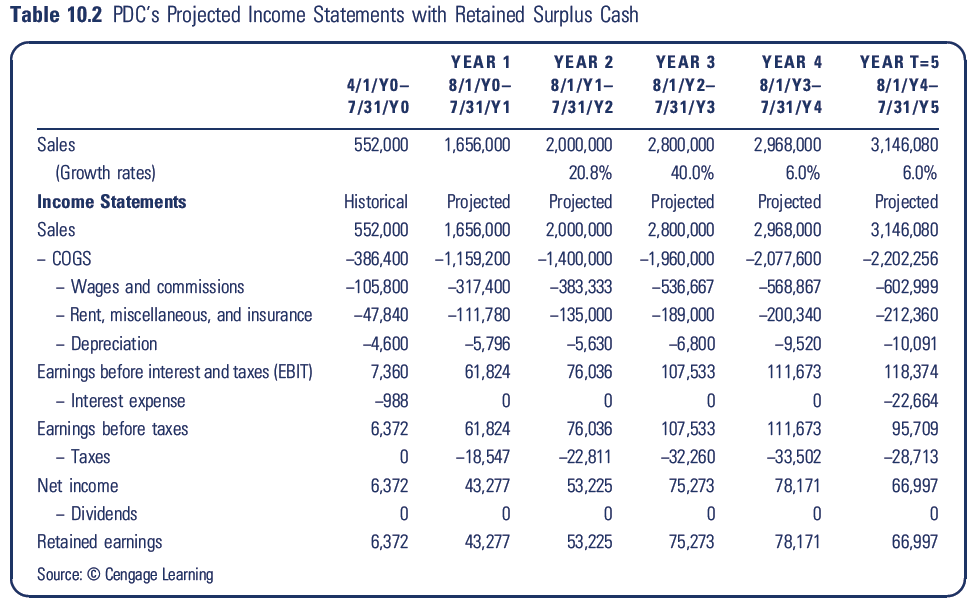 Table 10.2 PDC's Projected Income Statements with Retained Surplus Cash
YEAR 1 YEAR 2 YEAR 3 YEAR 4 YEAR T=5
4/1/Y0– 8/1/Y0– 8/1/Y1– 8/1/Y2– 8/1/Y3– 8/1/Y4–
7/31/Y0 7/31/Y1 7/31/Y2 7/31/Y3 7/31/Y4 7/31/Y5
Sales 552,000 1,656,000 2,000,000 2,800,000 2,968,000 3,146,080
(Growth rates) 20.8% 40.0% 6.0% 6.0%
Income Statements Historical Projected Projected Projected Projected Projected
Sales 552,000 1,656,000 2,000,000 2,800,000 2,968,000 3,146,080
– COGS –386,400 –1,159,200 –1,400,000 –1,960,000 –2,077,600 –2,202,256
– Wages and commissions –105,800 –317,400 –383,333 –536,667 –568,867 –602,999
– Rent, miscellaneous, and insurance –47,840 –111,780 –135,000 –189,000 –200,340 –212,360
– Depreciation –4,600 –5,796 –5,630 –6,800 –9,520 –10,091
Earnings before interest and taxes (EBIT) 7,360 61,824 76,036 107,533 111,673 118,374
– Interest expense –988 0 0 0 0 –22,664
Earnings before taxes 6,372 61,824 76,036 107,533 111,673 95,709
– Taxes 0 –18,547 –22,811 –32,260 –33,502 –28,713
Net income 6,372 43,277 53,225 75,273 78,171 66,997
– Dividends 0 0 0 0 0 0
Retained earnings 6,372 43,277 53,225 75,273 78,171 66,997
Source: © Cengage Learning